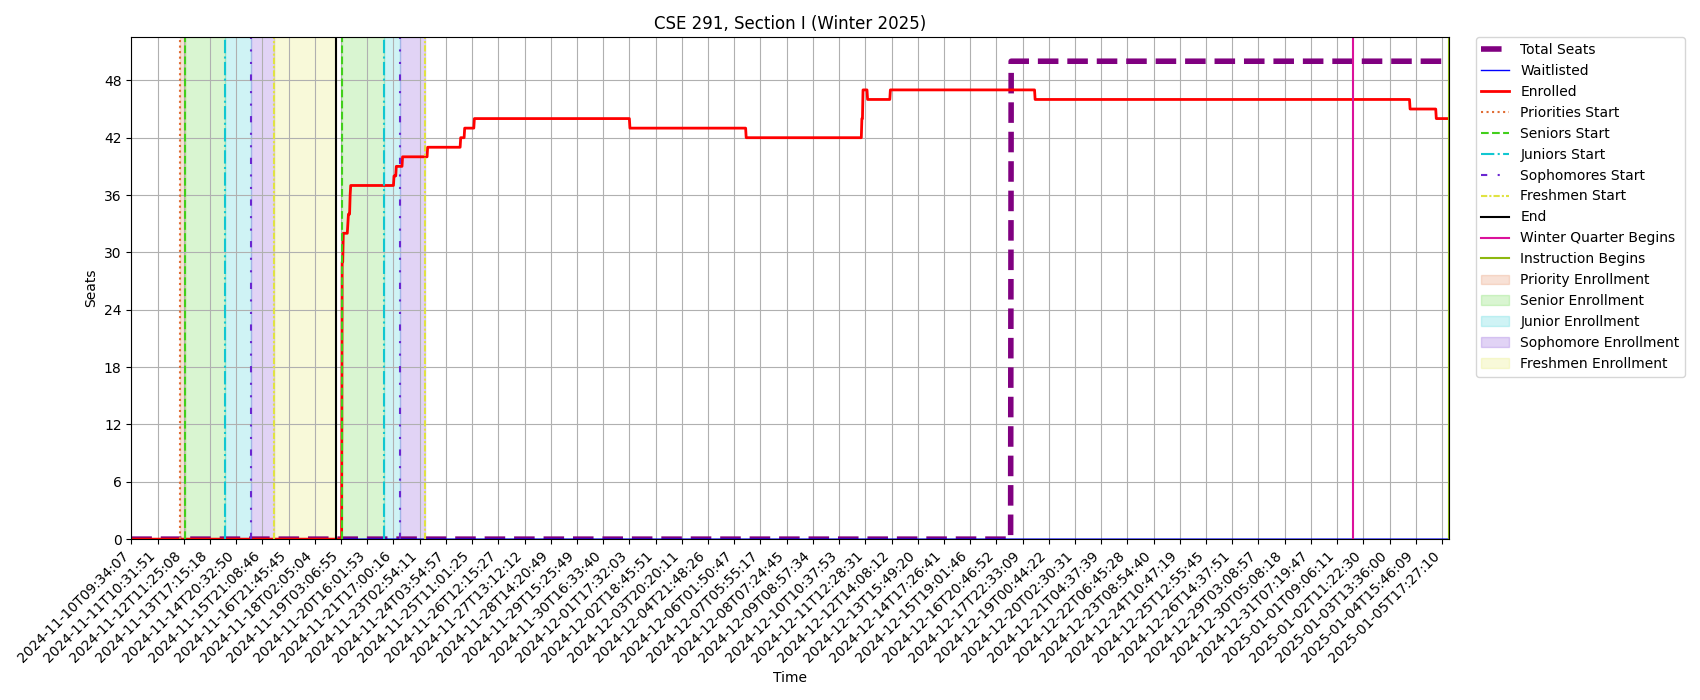 CSE 291, Section I (Winter 2025)
Seats
48
42
36
30
24
18
12
6
0
2024-11-10T09:34:07
2024-11-11T10:31:51
2024-11-12T11:25:08
2024-11-13T17:15:18
2024-11-14T20:32:50
2024-11-15T21:08:46
2024-11-16T21:45:45
2024-11-18T02:05:04
2024-11-19T03:06:55
2024-11-20T16:01:53
2024-11-21T17:00:16
2024-11-23T02:54:11
2024-11-24T03:54:57
2024-11-25T11:01:25
2024-11-26T12:15:27
2024-11-27T13:12:12
2024-11-28T14:20:49
2024-11-29T15:25:49
2024-11-30T16:33:40
2024-12-01T17:32:03
2024-12-02T18:45:51
2024-12-03T20:20:11
2024-12-04T21:48:26
2024-12-06T01:50:47
2024-12-07T05:55:17
2024-12-08T07:24:45
2024-12-09T08:57:34
2024-12-10T10:37:53
2024-12-11T12:28:31
2024-12-13T14:08:12
2024-12-14T15:49:20
2024-12-14T17:26:41
2024-12-15T19:01:46
2024-12-16T20:46:52
2024-12-17T22:33:09
2024-12-19T00:44:22
2024-12-20T02:30:31
2024-12-21T04:37:39
2024-12-22T06:45:28
2024-12-23T08:54:40
2024-12-24T10:47:19
2024-12-25T12:55:45
2024-12-26T14:37:51
2024-12-29T03:08:57
2024-12-30T05:08:18
2024-12-31T07:19:47
2025-01-01T09:06:11
2025-01-02T11:22:30
2025-01-03T13:36:00
2025-01-04T15:46:09
2025-01-05T17:27:10
Time
Total Seats
Waitlisted
Enrolled
Priorities Start
Seniors Start
Juniors Start
Sophomores Start
Freshmen Start
End
Winter Quarter Begins
Instruction Begins
Priority Enrollment
Senior Enrollment
Junior Enrollment
Sophomore Enrollment
Freshmen Enrollment